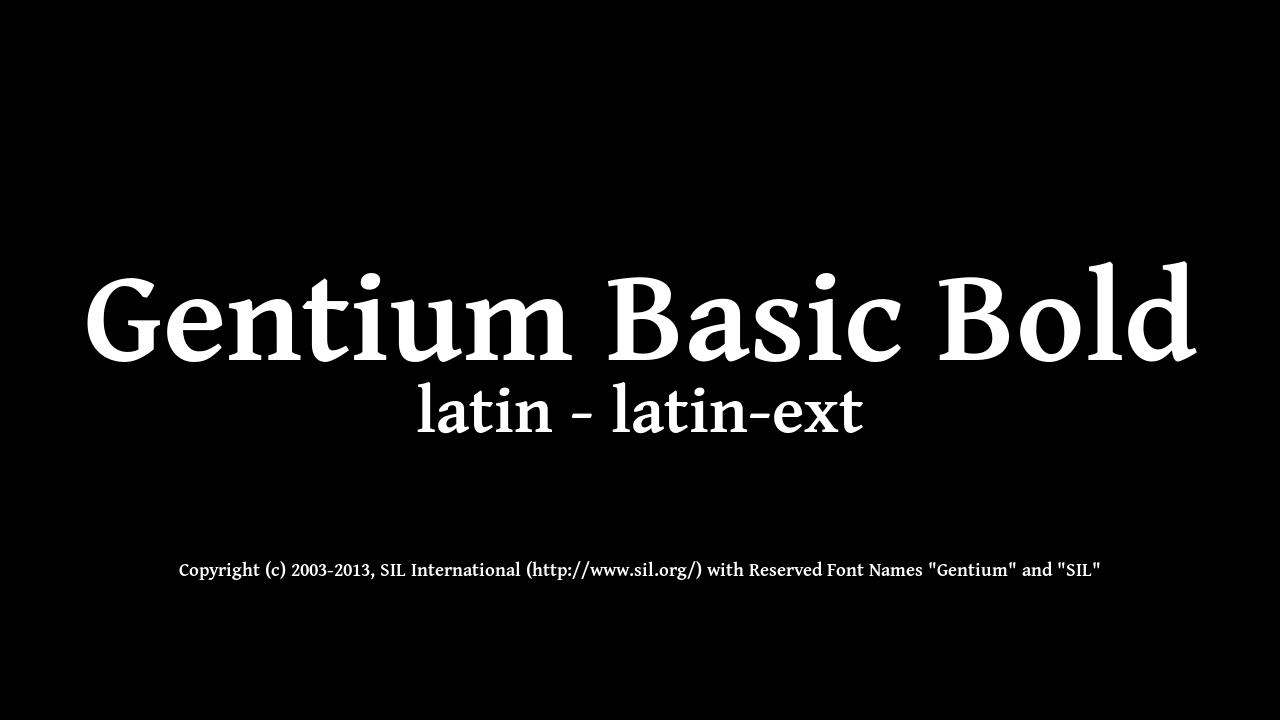 Gentium Basic Bold
latin - latin-ext
Copyright (c) 2003-2013, SIL International (http://www.sil.org/) with Reserved Font Names "Gentium" and "SIL"